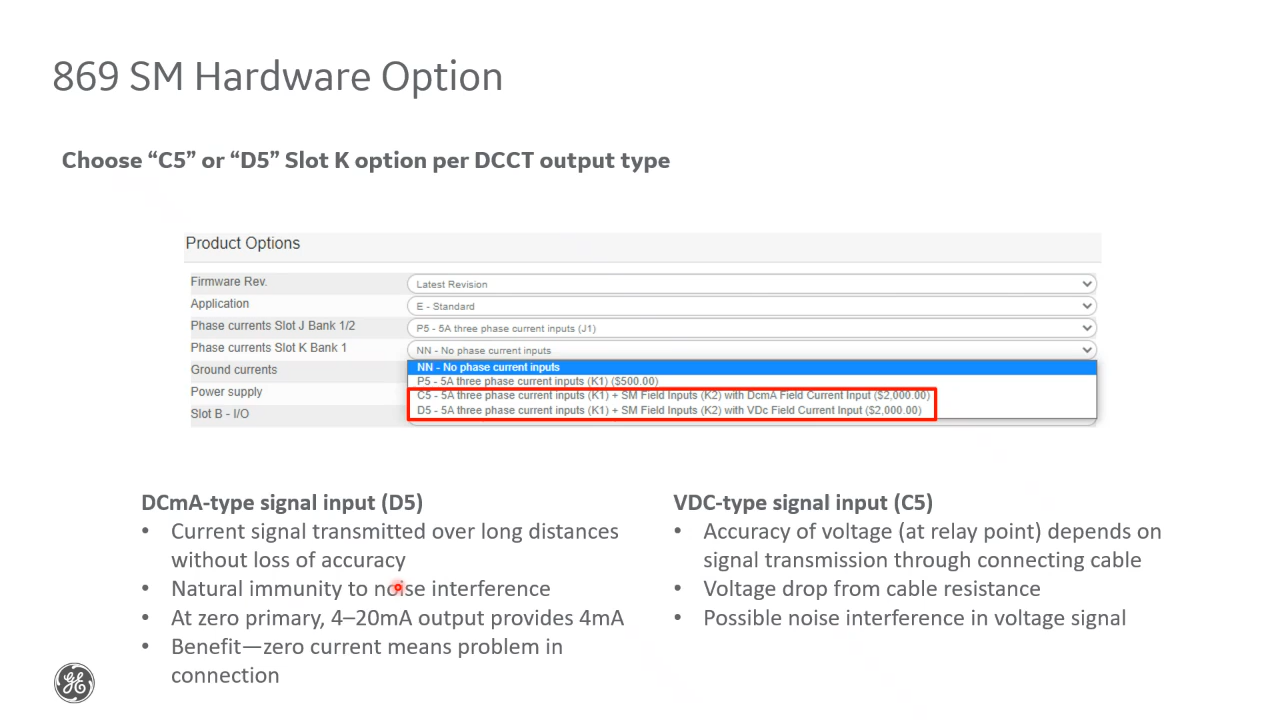 869 SM Hardware Option
Choose “C5” or “D5” Slot K option per DCCT output type
Product Options
Firmware Rev.
Latest Revision
Application
E - Standard
Phase currents Slot J Bank 1/2
P5 - 5A three phase current inputs (J1)
Phase currents Slot K Bank 1
NN - No phase current inputs
Ground currents
NN - No phase current inputs
P5 - 5A three phase current inputs (K1) ($500.00)
Power supply
C5 - 5A three phase current inputs (K1) + SM Field Inputs (K2) with DcmA Field Current Input ($2,000.00)
Slot B - I/O
D5 - 5A three phase current inputs (K1) + SM Field Inputs (K2) with VDc Field Current Input ($2,000.00)
DCmA-type signal input (D5)
• Current signal transmitted over long distances
without loss of accuracy
• Natural immunity to noise interference
• At zero primary, 4–20mA output provides 4mA
• Benefit—zero current means problem in
connection
VDC-type signal input (C5)
• Accuracy of voltage (at relay point) depends on
signal transmission through connecting cable
• Voltage drop from cable resistance
• Possible noise interference in voltage signal
GE